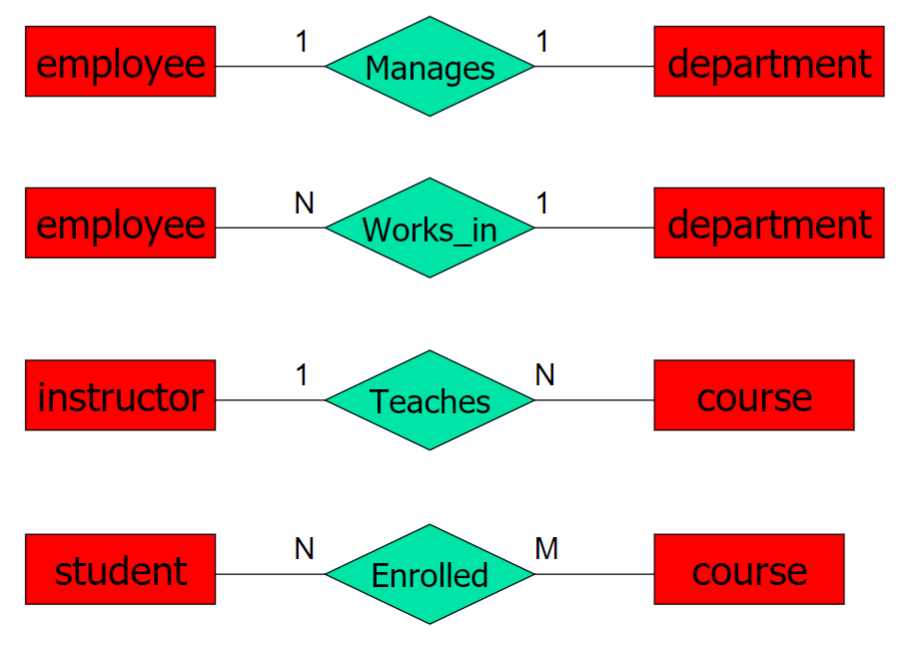 1 1
employee Manages department
N 1
employee Works_in department
1 N
instructor Teaches course
N M
student Enrolled course